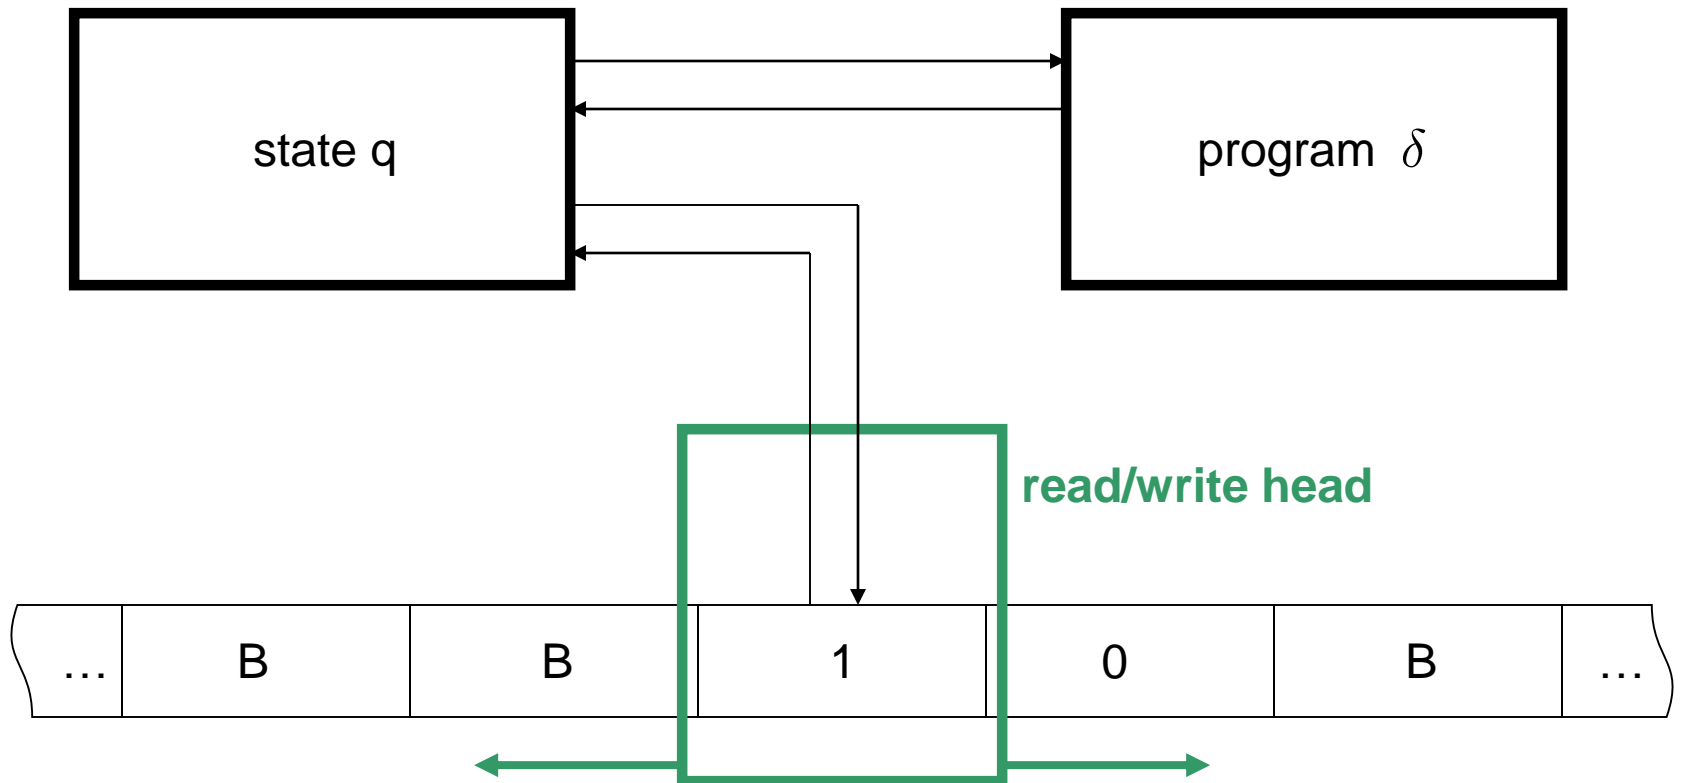 state q
program δ
read/write head
… B B 1 0 B …